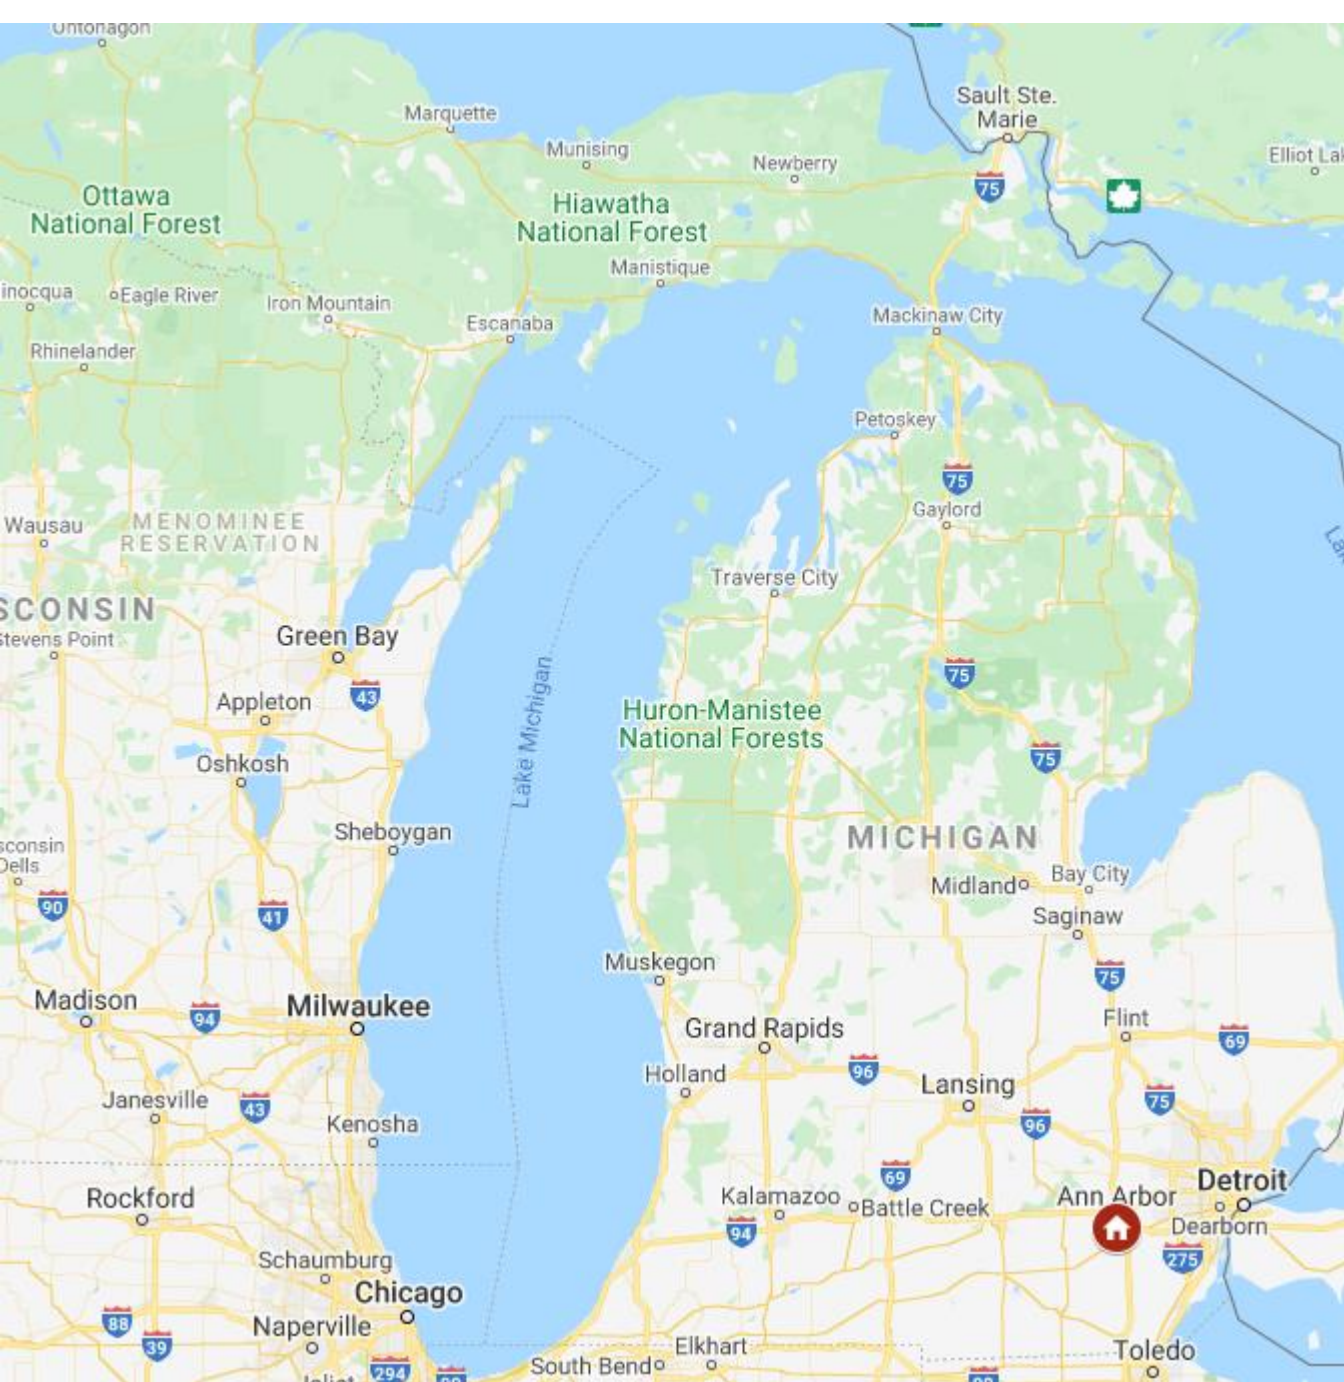 Ontonagon
Sault Ste.
Marie
Marquette
Munising
Newberry
75
Ottawa
National Forest
Hiawatha
National Forest
Manistique
inocqua
Eagle River
Iron Mountain
Escanaba
Mackinaw City
Rhinelander
Petoskey
75
Gaylord
Wausau
MENOMINEE
RESERVATION
Traverse City
SCONSIN
Stevens Point
Green Bay
Lake Michigan
75
Appleton
43
Huron-Manistee
National Forests
75
Oshkosh
Sheboygan
MICHIGAN
sconsin
Dells
Midland
Bay City
90
41
Saginaw
Muskegon
75
Madison
94
Milwaukee
Grand Rapids
Flint
69
Holland
96
Lansing
Janesville
43
75
Kenosha
96
69
Detroit
Rockford
Kalamazoo
Battle Creek
Ann Arbor
94
Dearborn
275
Schaumburg
Chicago
88
39
Naperville
294
South Bend
Elkhart
Toledo